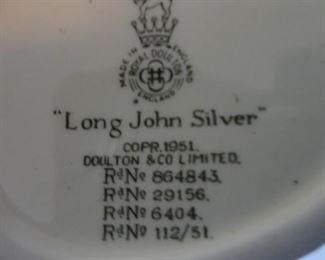 MADE IN ENGLAND
ROYAL DOULTON
ENGLAND
"Long John Silver"
COPR. 1951.
DOULTON & CO LIMITED.
Rd No 864843.
Rd No 29156.
Rd No 6404.
Rd No 112/51.